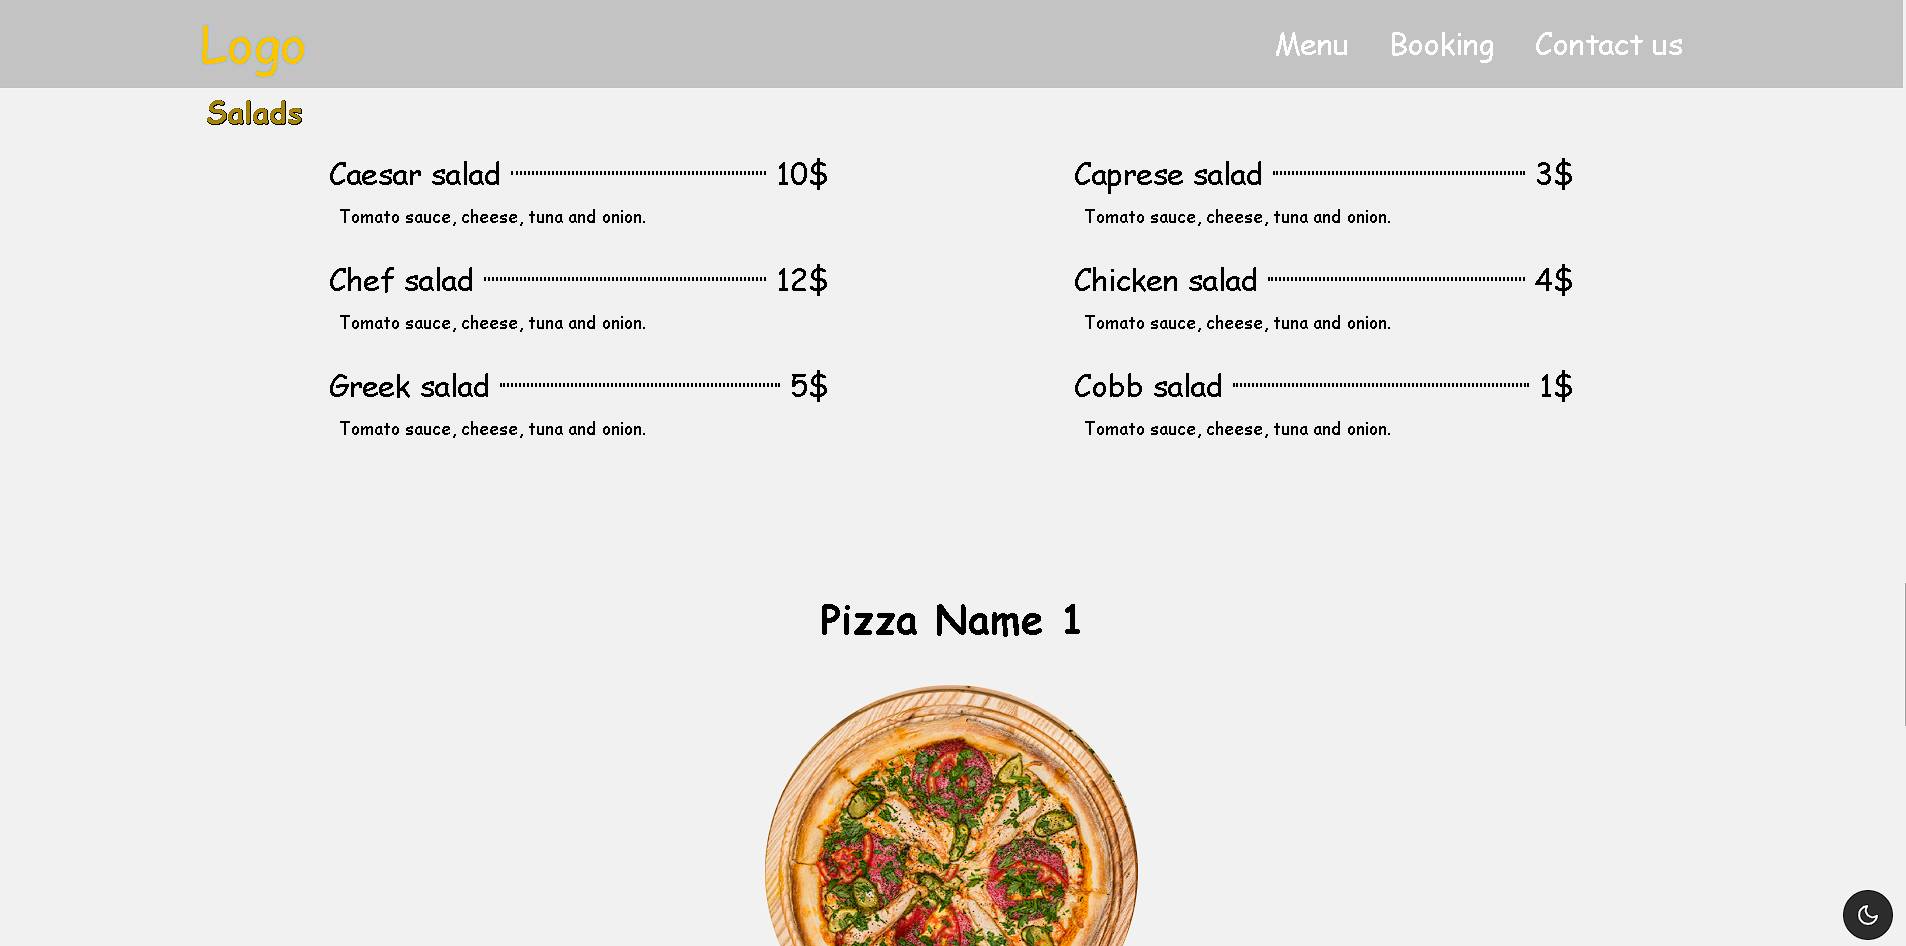 Logo
Menu Booking Contact us
Salads
Caesar salad 10$
Tomato sauce, cheese, tuna and onion.
Chef salad 12$
Tomato sauce, cheese, tuna and onion.
Greek salad 5$
Tomato sauce, cheese, tuna and onion.
Caprese salad 3$
Tomato sauce, cheese, tuna and onion.
Chicken salad 4$
Tomato sauce, cheese, tuna and onion.
Cobb salad 1$
Tomato sauce, cheese, tuna and onion.
Pizza Name 1